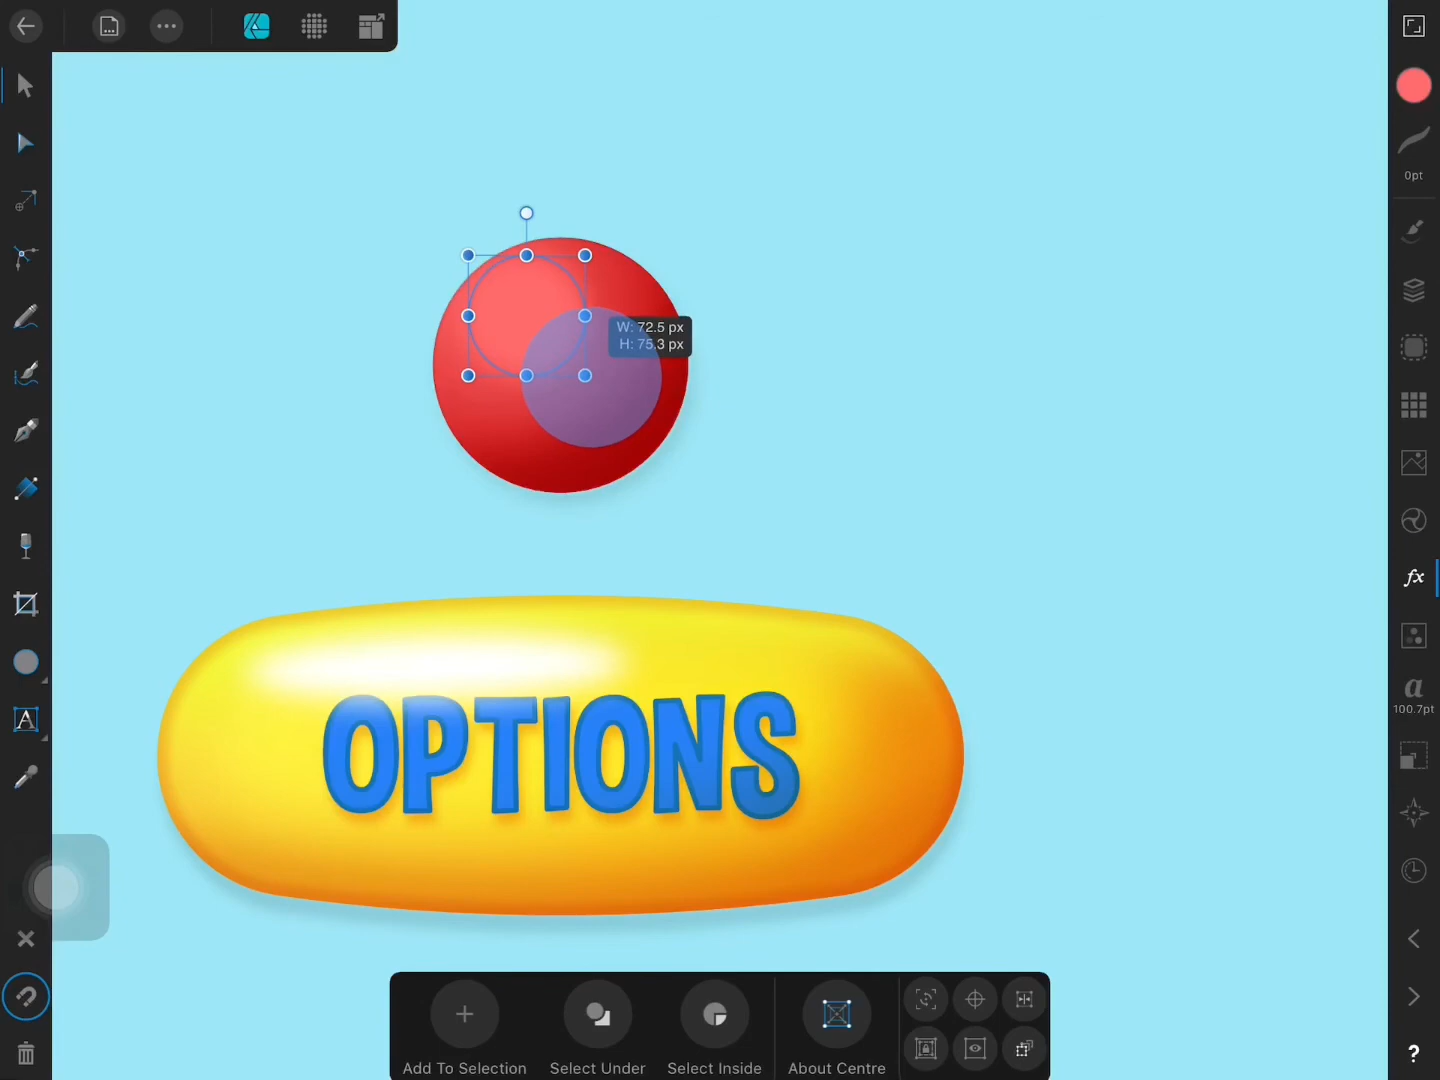 0pt
W: 72.5 px
H: 75.3 px
fx
a
100.7pt
A
OPTIONS
Add To Selection
Select Under
Select Inside
About Centre
?